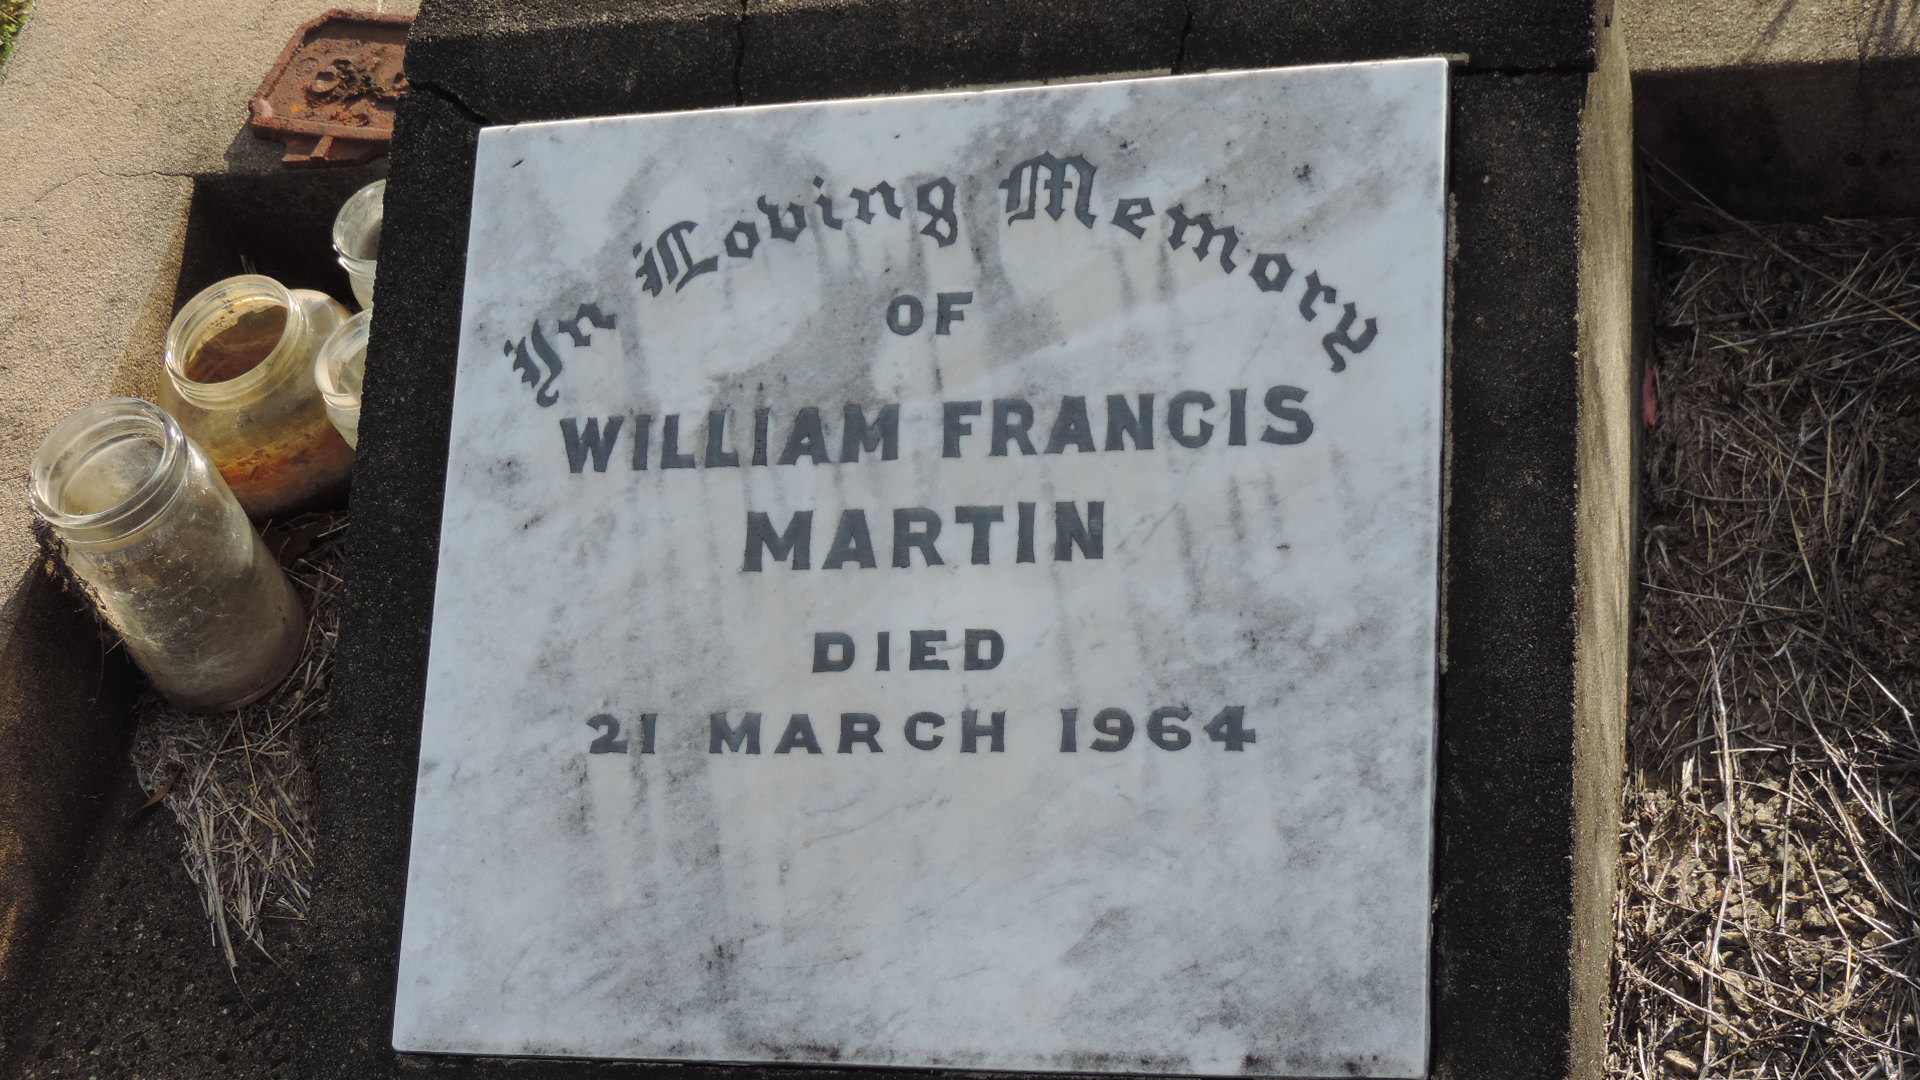 In Loving Memory
OF
WILLIAM FRANCIS
MARTIN
DIED
21 MARCH 1964